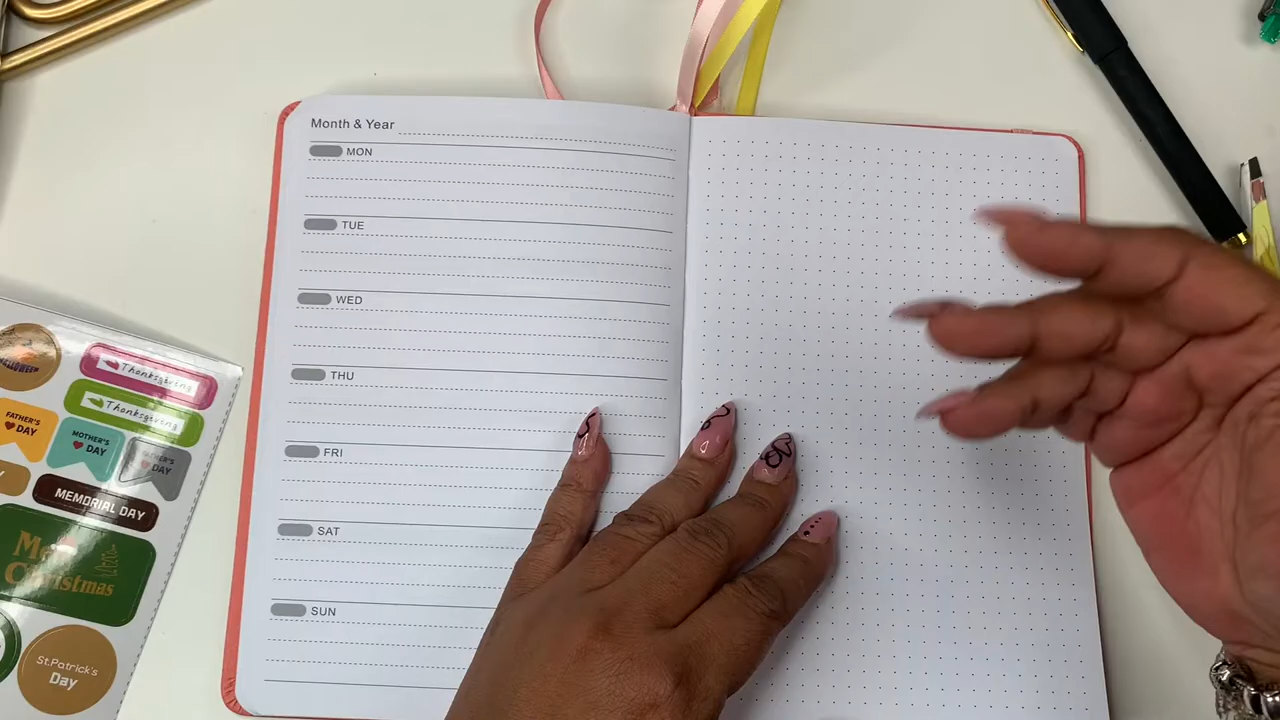 Month & Year
MON
TUE
WED
THU
FRI
SAT
SUN
Thanksgiving
Thanksgiving
FATHER'S
DAY
MOTHER'S
DAY
DAY
MEMORIAL DAY
Christmas
St.Patrick's
Day